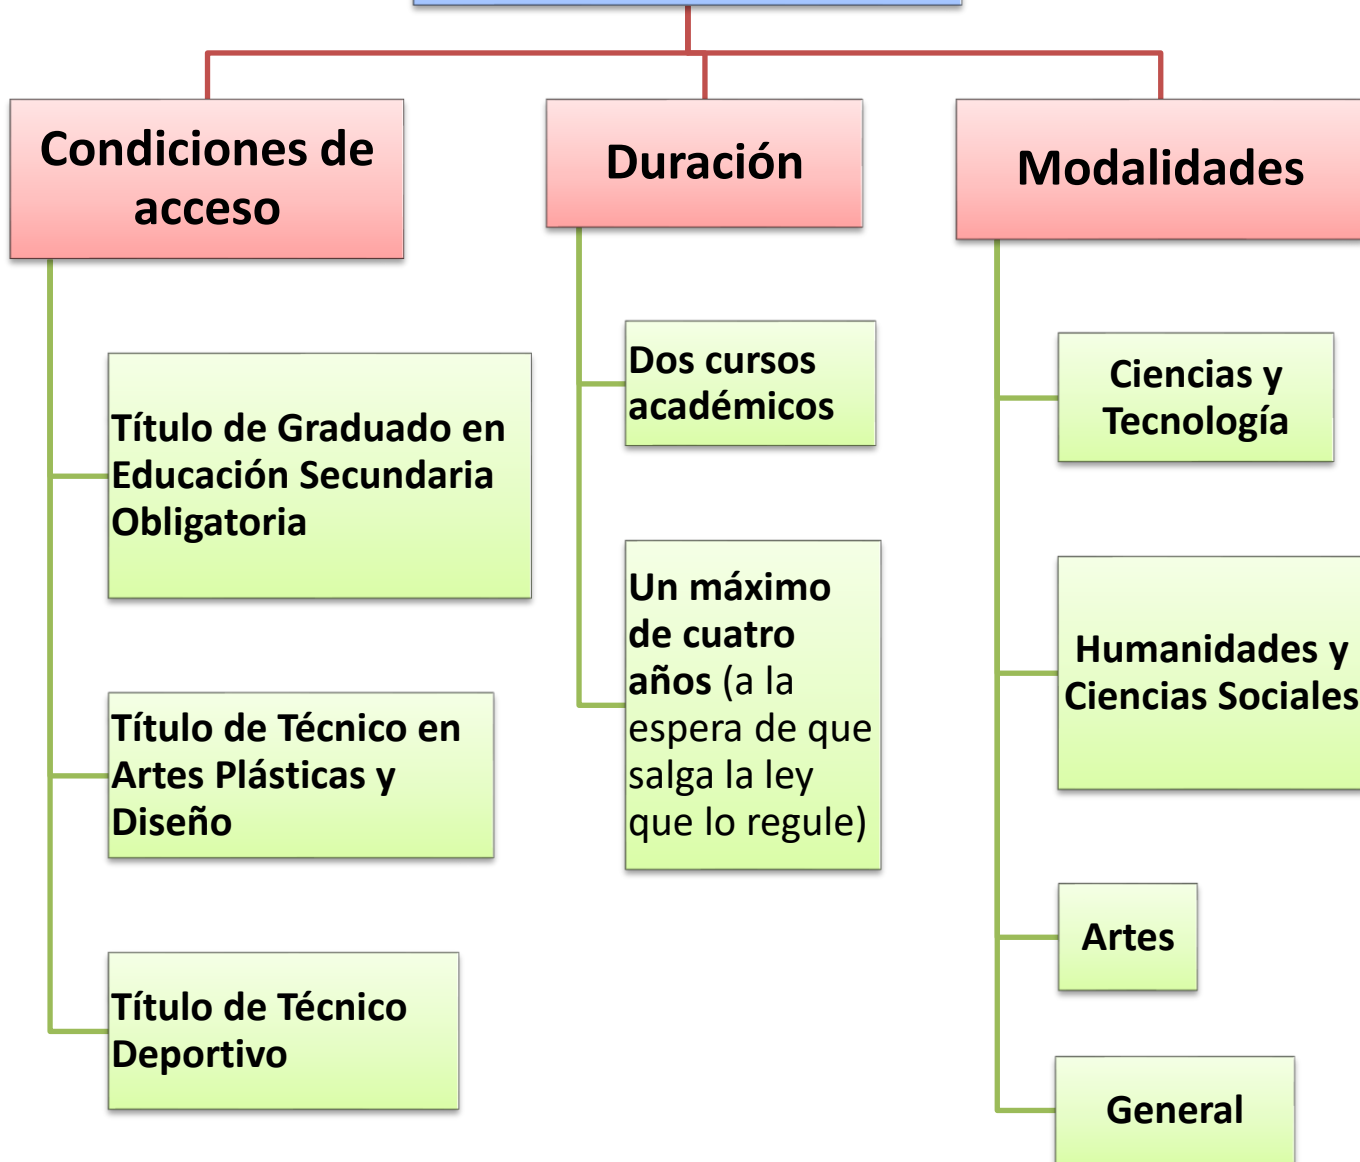 Condiciones de
acceso
Título de Graduado en
Educación Secundaria
Obligatoria
Título de Técnico en
Artes Plásticas y
Diseño
Título de Técnico
Deportivo
Duración
Dos cursos
académicos
Un máximo
de cuatro
años (a la
espera de que
salga la ley
que lo regule)
Modalidades
Ciencias y
Tecnología
Humanidades y
Ciencias Sociales
Artes
General